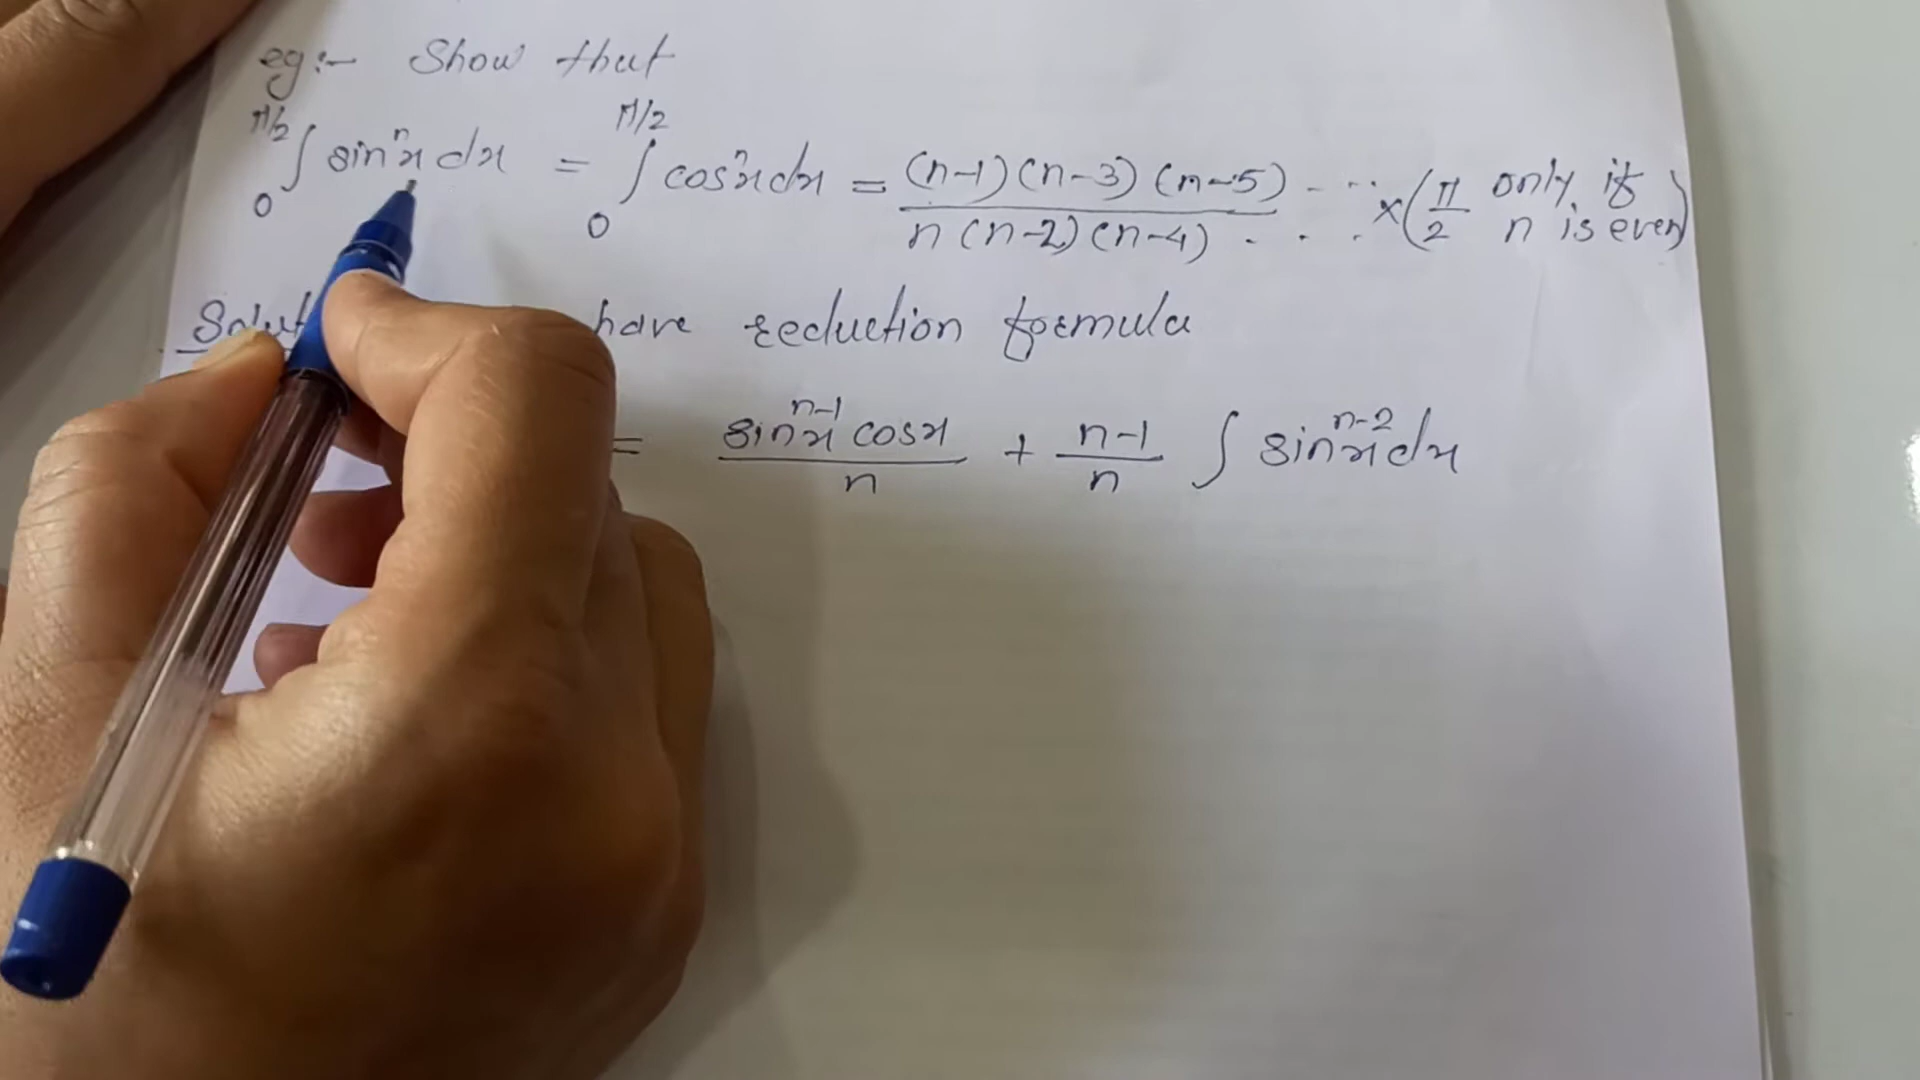 eg:- Show that
π/2 ∫ 0 sinⁿx dx = π/2 ∫ 0 cosⁿx dx = (n-1)(n-3)(n-5) - - - / n(n-2)(n-4) . . . × (π/2 only if n is even)
have reduction formula
= sinⁿ⁻¹x cosx / n + n-1 / n ∫ sinⁿ⁻²x dx